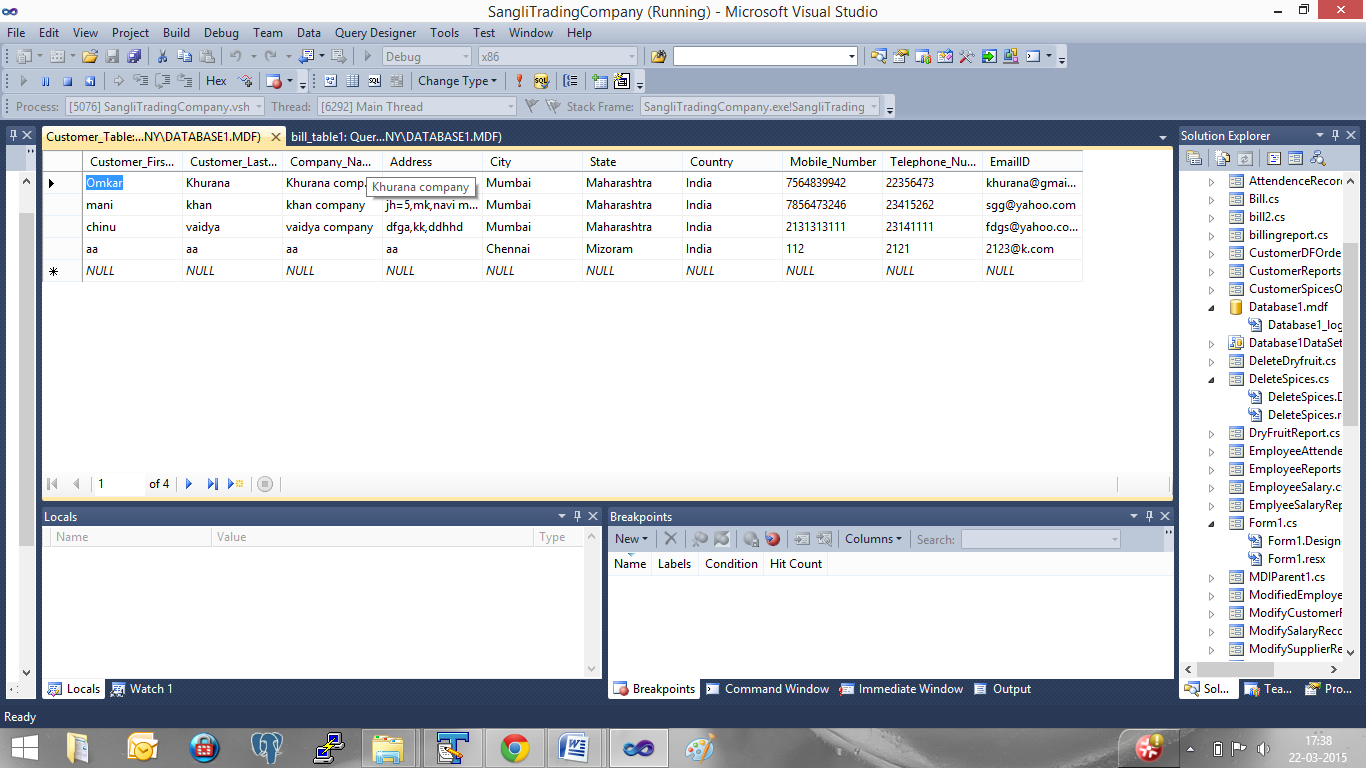 SangliTradingCompany (Running) - Microsoft Visual Studio
File Edit View Project Build Debug Team Data Query Designer Tools Test Window Help
Debug x86
Hex Change Type
Process: [5076] SangliTradingCompany.vsh Thread: [6292] Main Thread Stack Frame: SangliTradingCompany.exe!SangliTrading
Customer_Table:...NY\DATABASE1.MDF) bill_table1: Quer...NY\DATABASE1.MDF)
Customer_Firs... Customer_Last... Company_Na... Address City State Country Mobile_Number Telephone_Nu... EmailID
Omkar Khurana Khurana comp... Mumbai Maharashtra India 7564839942 22356473 khurana@gmai...
Khurana company
mani khan khan company jh=5,mk,navi m... Mumbai Maharashtra India 7856473246 23415262 sgg@yahoo.com
chinu vaidya vaidya company dfga,kk,ddhhd Mumbai Maharashtra India 2131313111 23141111 fdgs@yahoo.co...
aa aa aa aa Chennai Mizoram India 112 2121 2123@k.com
NULL NULL NULL NULL NULL NULL NULL NULL NULL NULL
1 of 4
Solution Explorer
AttendenceRecor
Bill.cs
bill2.cs
billingreport.cs
CustomerDFOrde
CustomerReports
CustomerSpicesO
Database1.mdf
Database1_log
Database1DataSet
DeleteDryfruit.cs
DeleteSpices.cs
DeleteSpices.D
DeleteSpices.r
DryFruitReport.cs
EmployeeAttende
EmployeeReports
EmployeeSalary.c
EmplyeeSalaryRep
Form1.cs
Form1.Design
Form1.resx
MDIParent1.cs
ModifiedEmploye
ModifyCustomerF
ModifySalaryReco
ModifySupplierRe
Sol... Tea... Pro...
Locals
Name Value Type
Locals Watch 1
Breakpoints
New Columns Search:
Name Labels Condition Hit Count
Breakpoints Command Window Immediate Window Output
Ready
17:38
22-03-2015